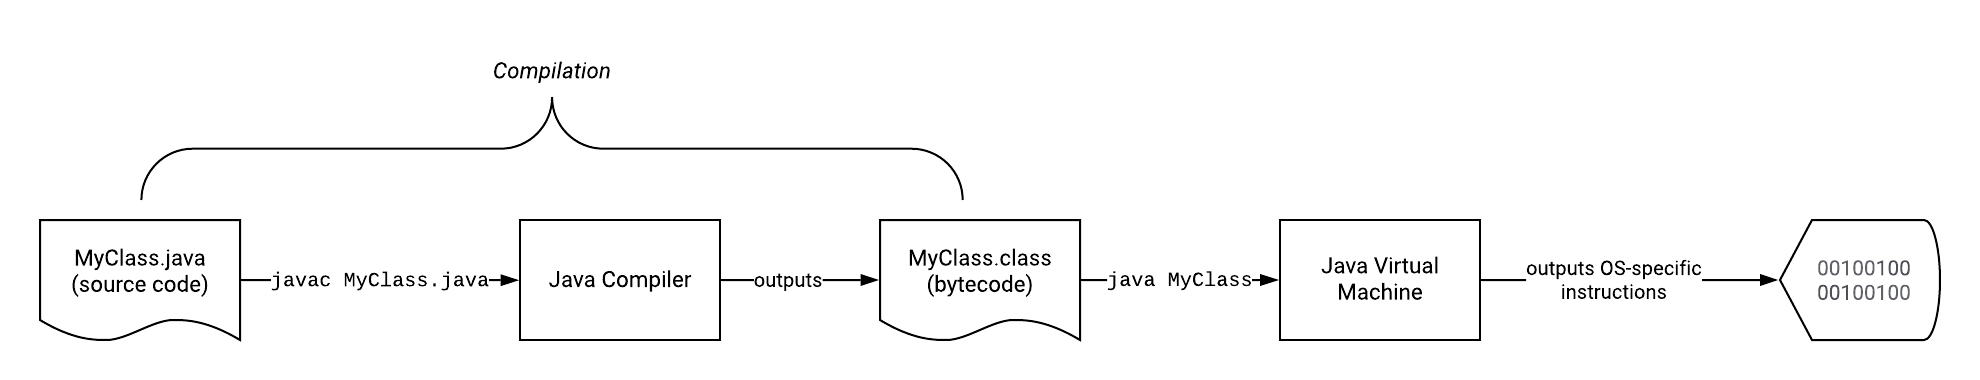 Compilation
MyClass.java
(source code)
javac MyClass.java
Java Compiler
outputs
MyClass.class
(bytecode)
java MyClass
Java Virtual
Machine
outputs OS-specific
instructions
00100100
00100100